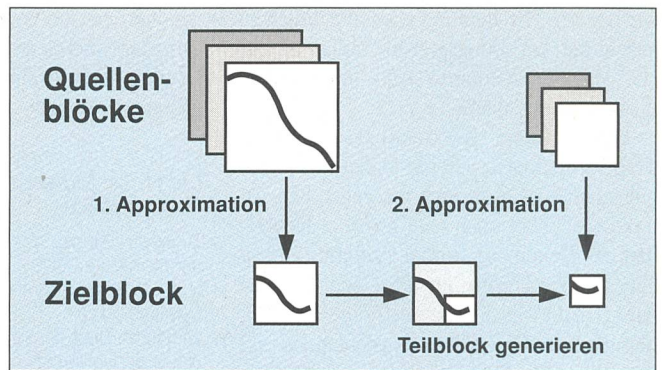 Quellen-
blöcke
1. Approximation
2. Approximation
Zielblock
Teilblock generieren